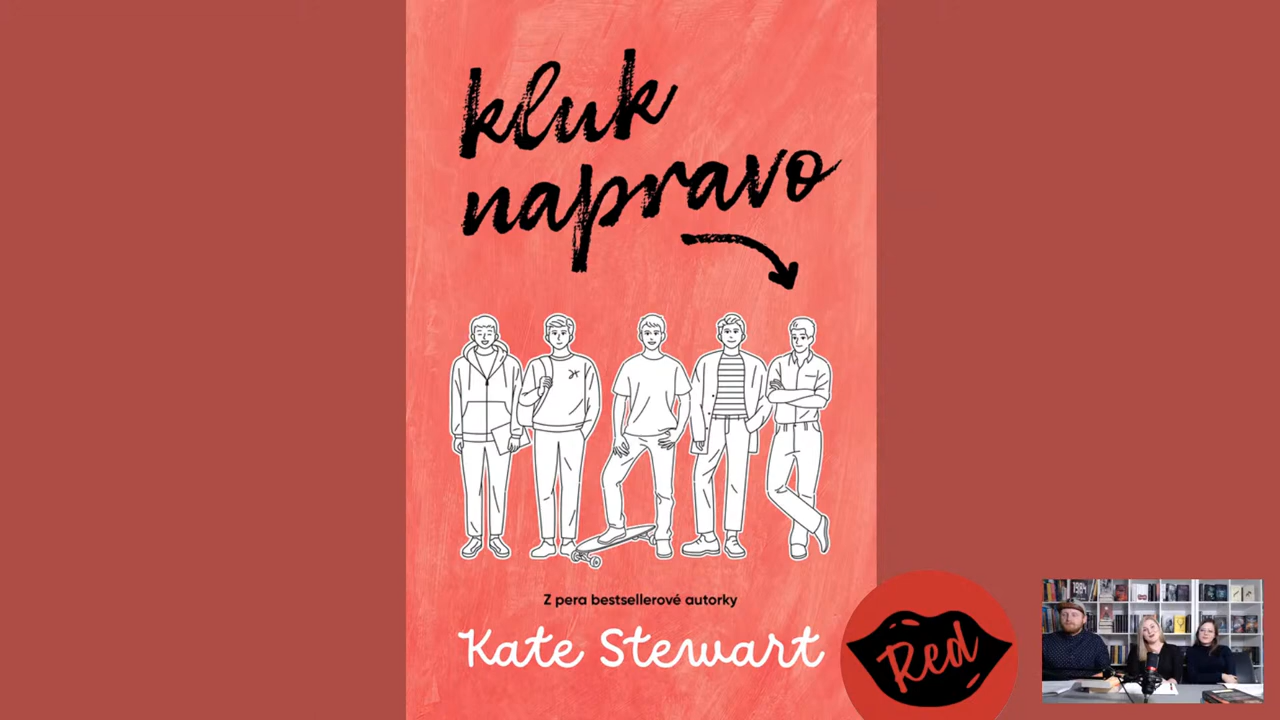 kluk
napravo
Z pera bestsellerové autorky
Kate Stewart
Red